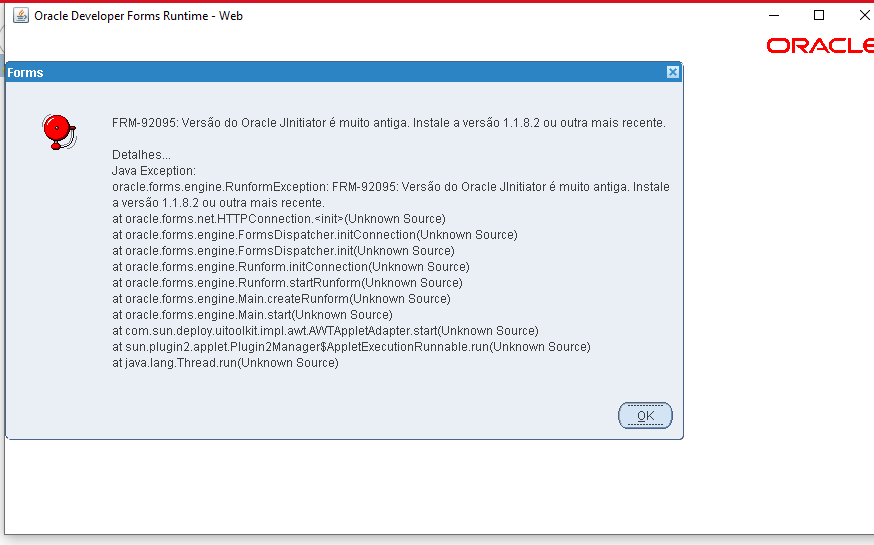 Oracle Developer Forms Runtime - Web
ORACLE
Forms
FRM-92095: Versão do Oracle JInitiator é muito antiga. Instale a versão 1.1.8.2 ou outra mais recente.
Detalhes...
Java Exception:
oracle.forms.engine.RunformException: FRM-92095: Versão do Oracle JInitiator é muito antiga. Instale
a versão 1.1.8.2 ou outra mais recente.
at oracle.forms.net.HTTPConnection.<init>(Unknown Source)
at oracle.forms.engine.FormsDispatcher.initConnection(Unknown Source)
at oracle.forms.engine.FormsDispatcher.init(Unknown Source)
at oracle.forms.engine.Runform.initConnection(Unknown Source)
at oracle.forms.engine.Runform.startRunform(Unknown Source)
at oracle.forms.engine.Main.createRunform(Unknown Source)
at oracle.forms.engine.Main.start(Unknown Source)
at com.sun.deploy.uitoolkit.impl.awt.AWTAppletAdapter.start(Unknown Source)
at sun.plugin2.applet.Plugin2Manager$AppletExecutionRunnable.run(Unknown Source)
at java.lang.Thread.run(Unknown Source)
OK